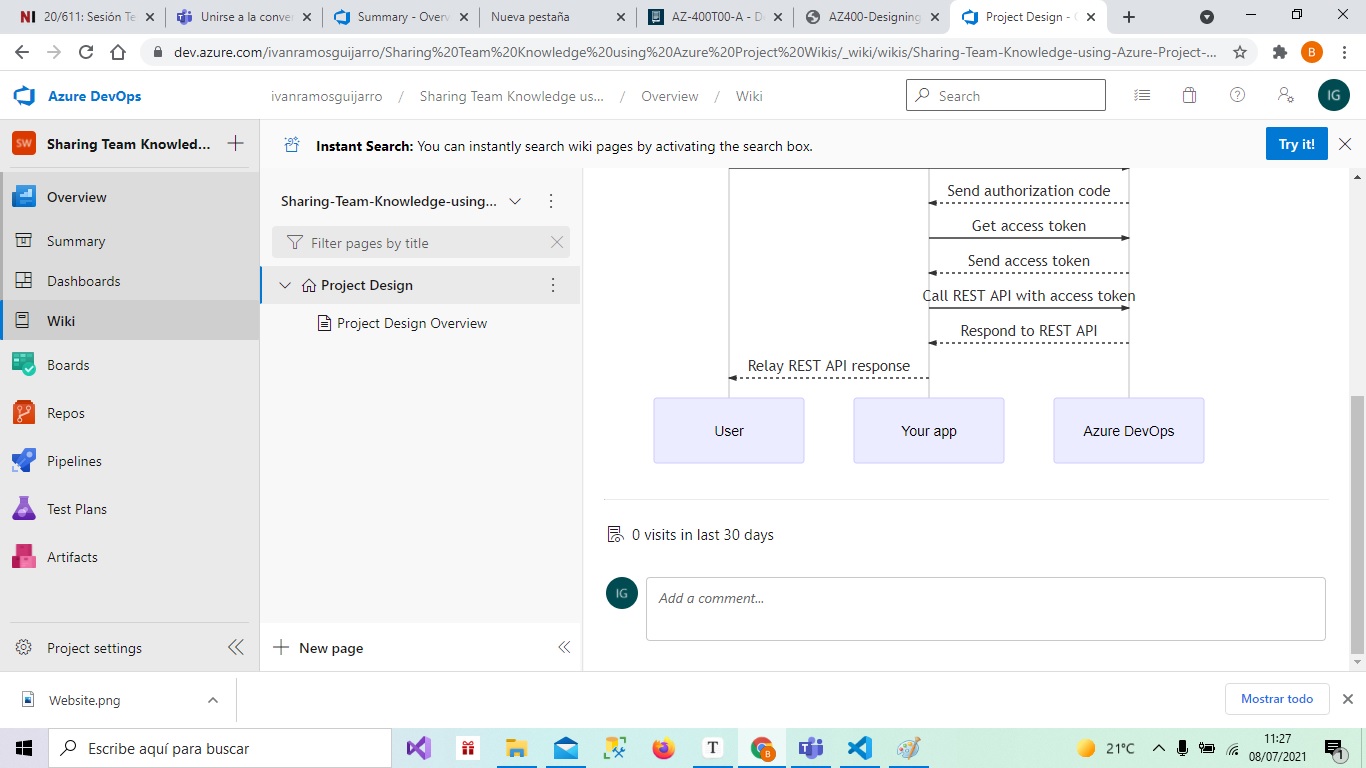 20/611: Sesión Te
Unirse a la conver
Summary - Overv
Nueva pestaña
AZ-400T00-A - D
AZ400-Designing
Project Design -
dev.azure.com/ivanramosguijarro/Sharing%20Team%20Knowledge%20using%20Azure%20Project%20Wikis/_wiki/wikis/Sharing-Team-Knowledge-using-Azure-Project-...
B
Azure DevOps
ivanramosguijarro / Sharing Team Knowledge us... / Overview / Wiki
Search
IG
SW
Sharing Team Knowled...
Instant Search: You can instantly search wiki pages by activating the search box.
Try it!
Overview
Summary
Dashboards
Wiki
Boards
Repos
Pipelines
Test Plans
Artifacts
Project settings
Sharing-Team-Knowledge-using...
Filter pages by title
Project Design
Project Design Overview
New page
Send authorization code
Get access token
Send access token
Call REST API with access token
Respond to REST API
Relay REST API response
User
Your app
Azure DevOps
0 visits in last 30 days
IG
Add a comment...
Website.png
Mostrar todo
Escribe aquí para buscar
T
B
21°C
11:27
08/07/2021
1